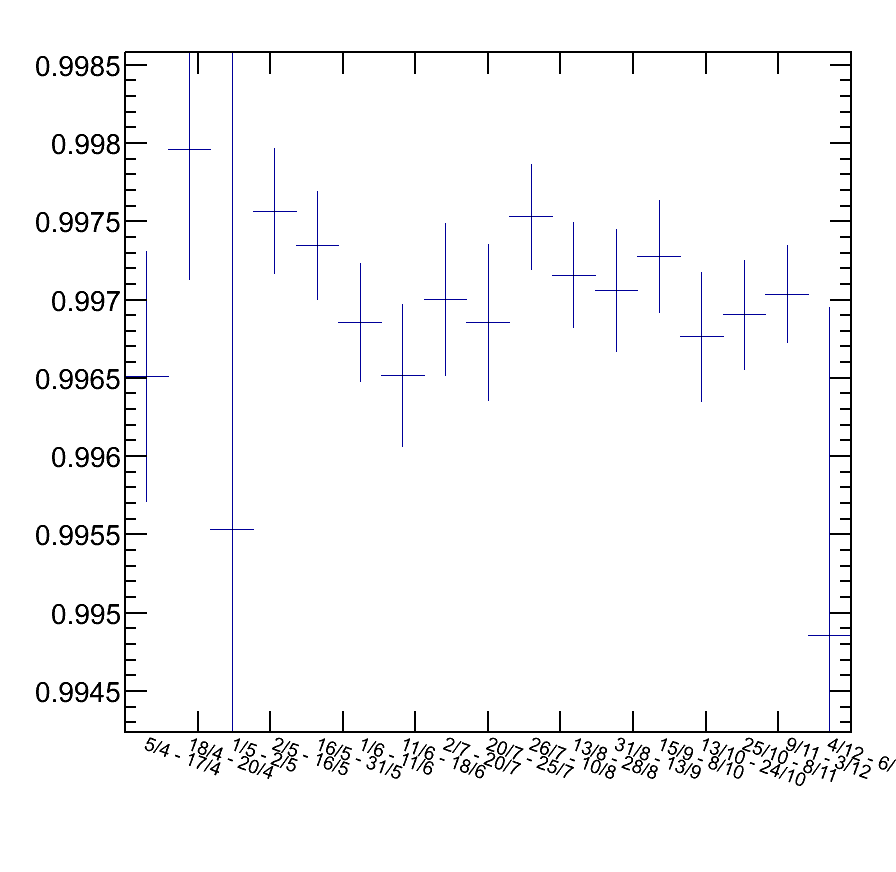 0.9985
0.998
0.9975
0.997
0.9965
0.996
0.9955
0.995
0.9945
5/4 - 17/4
18/4 - 20/4
1/5 - 2/5
2/5 - 16/5
16/5 - 31/5
1/6 - 11/6
11/6 - 18/6
2/7 - 20/7
20/7 - 25/7
26/7 - 10/8
13/8 - 28/8
31/8 - 13/9
15/9 - 8/10
13/10 - 24/10
25/10 - 8/11
9/11 - 3/12
4/12 - 6/